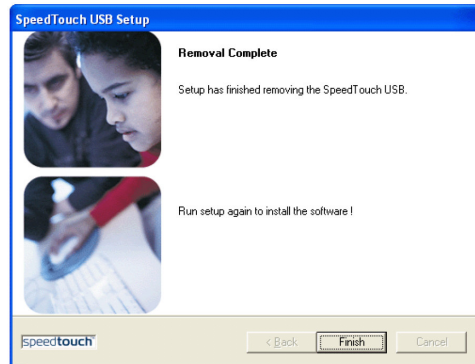 SpeedTouch USB Setup
Removal Complete
Setup has finished removing the SpeedTouch USB.
Run setup again to install the software !
speedtouch™
< Back
Finish
Cancel